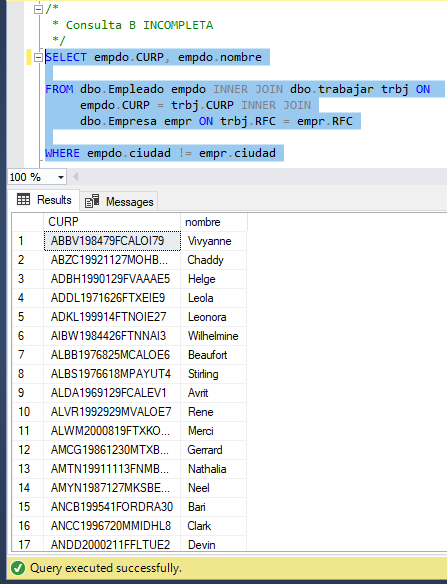 /*
* Consulta B INCOMPLETA
*/
SELECT empdo.CURP, empdo.nombre
FROM dbo.Empleado empdo INNER JOIN dbo.trabajar trbj ON
empdo.CURP = trbj.CURP INNER JOIN
dbo.Empresa empr ON trbj.RFC = empr.RFC
WHERE empdo.ciudad != empr.ciudad
100 %
Results Messages
CURP nombre
1 ABBV198479FCALOI79 Vivyanne
2 ABZC19921127MOHB... Chaddy
3 ADBH1990129FVAAAE5 Helge
4 ADDL1971626FTXEIE9 Leola
5 ADKL199914FTNOIE27 Leonora
6 AIBW1984426FTNNAI3 Wilhelmine
7 ALBB1976825MCALOE6 Beaufort
8 ALBS1976618MPAYUT4 Stirling
9 ALDA1969129FCALEV1 Avrit
10 ALVR1992929MVALOE7 Rene
11 ALWM2000819FTXKO... Merci
12 AMCG19861230MTXB... Gerrard
13 AMTN19911113FNMB... Nathalia
14 AMYN1987127MKSBE... Neel
15 ANCB199541FORDRA30 Bari
16 ANCC1996720MMIDHL8 Clark
17 ANDD2000211FFLTUE2 Devin
Query executed successfully.